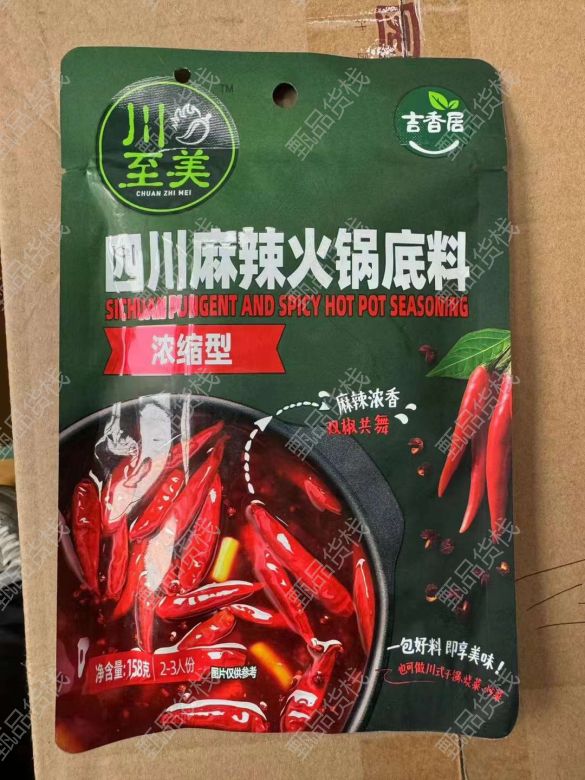 川至美
TM
CHUAN ZHI MEI
吉香居
四川麻辣火锅底料
SICHUAN PUNGENT AND SPICY HOT POT SEASONING
浓缩型
麻辣浓香
双椒共舞
净含量:158克
2-3人份
图片仅供参考
一包好料 即享美味!
甄品货栈